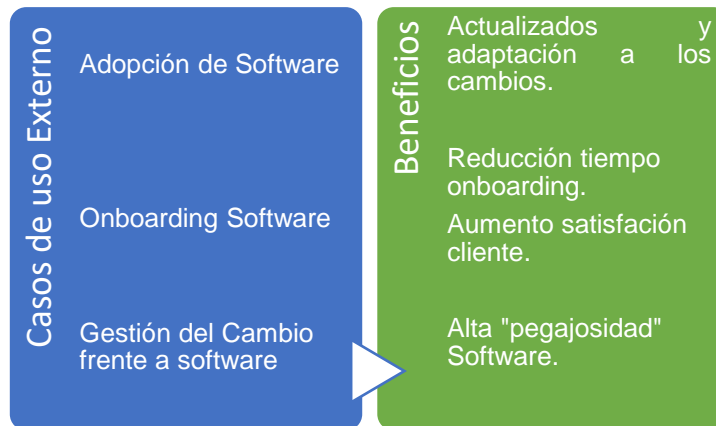 Casos de uso Externo
Adopción de Software
Onboarding Software
Gestión del Cambio
frente a software
Beneficios
Actualizados y
adaptación a los
cambios.
Reducción tiempo
onboarding.
Aumento satisfacción
cliente.
Alta "pegajosidad"
Software.